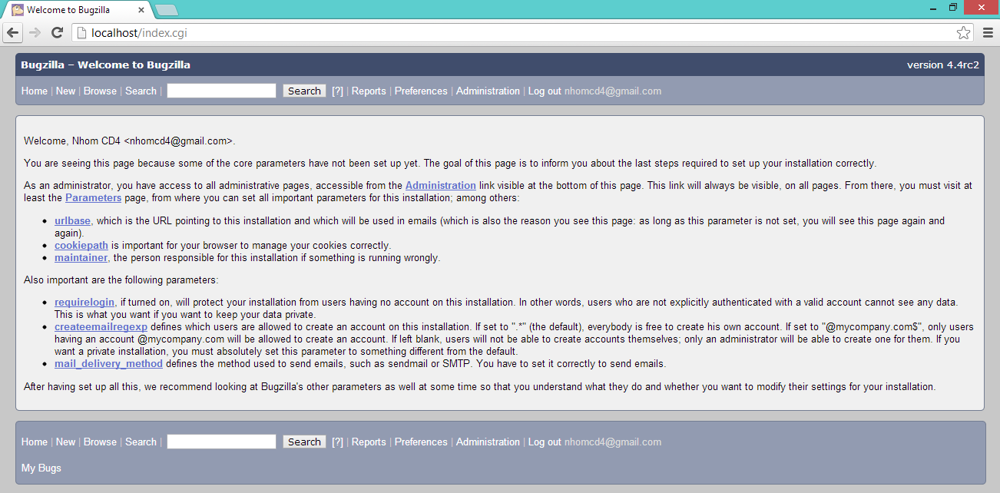 Welcome to Bugzilla
localhost/index.cgi
Bugzilla – Welcome to Bugzilla
version 4.4rc2
Home | New | Browse | Search | Search [?] | Reports | Preferences | Administration | Log out nhomcd4@gmail.com
Welcome, Nhom CD4 <nhomcd4@gmail.com>.
You are seeing this page because some of the core parameters have not been set up yet. The goal of this page is to inform you about the last steps required to set up your installation correctly.
As an administrator, you have access to all administrative pages, accessible from the Administration link visible at the bottom of this page. This link will always be visible, on all pages. From there, you must visit at
least the Parameters page, from where you can set all important parameters for this installation; among others:
• urlbase, which is the URL pointing to this installation and which will be used in emails (which is also the reason you see this page: as long as this parameter is not set, you will see this page again and
again).
• cookiepath is important for your browser to manage your cookies correctly.
• maintainer, the person responsible for this installation if something is running wrongly.
Also important are the following parameters:
• requirelogin, if turned on, will protect your installation from users having no account on this installation. In other words, users who are not explicitly authenticated with a valid account cannot see any data.
This is what you want if you want to keep your data private.
• createemailregexp defines which users are allowed to create an account on this installation. If set to ".*" (the default), everybody is free to create his own account. If set to "@mycompany.com$", only users
having an account @mycompany.com will be allowed to create an account. If left blank, users will not be able to create accounts themselves; only an administrator will be able to create one for them. If you
want a private installation, you must absolutely set this parameter to something different from the default.
• mail_delivery_method defines the method used to send emails, such as sendmail or SMTP. You have to set it correctly to send emails.
After having set up all this, we recommend looking at Bugzilla's other parameters as well at some time so that you understand what they do and whether you want to modify their settings for your installation.
Home | New | Browse | Search | Search [?] | Reports | Preferences | Administration | Log out nhomcd4@gmail.com
My Bugs